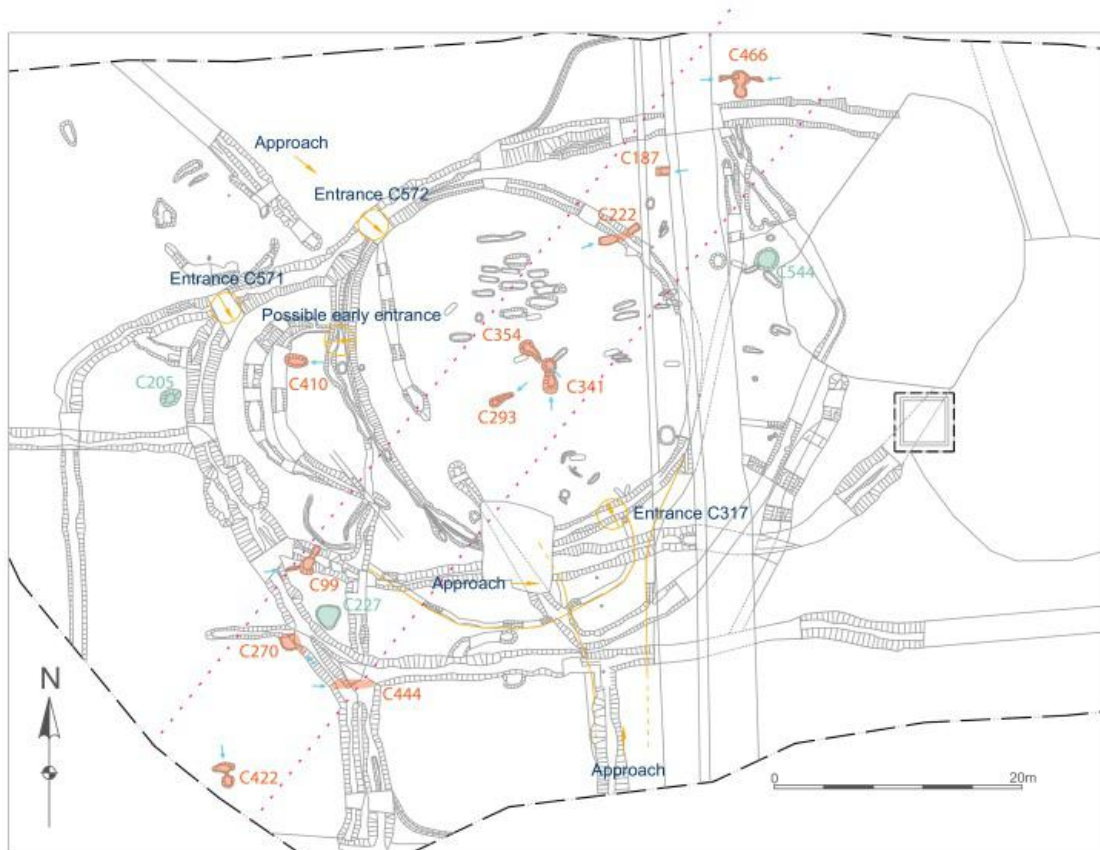 C466
Approach
C187
Entrance C572
C222
C544
Entrance C571
Possible early entrance
C354
C205
C410
C341
C293
Entrance C317
C99
Approach
C227
C270
C444
N
C422
Approach
0
20m